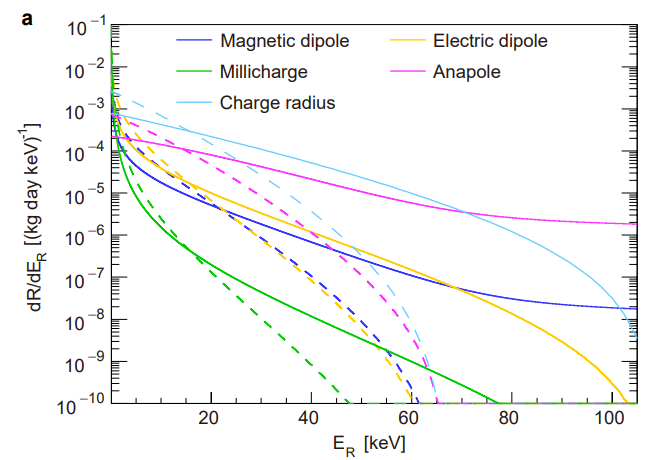 a
10⁻¹
10⁻²
10⁻³
10⁻⁴
10⁻⁵
10⁻⁶
10⁻⁷
10⁻⁸
10⁻⁹
10⁻¹⁰
dR/dE_R [(kg day keV)⁻¹]
Magnetic dipole
Electric dipole
Millicharge
Anapole
Charge radius
20
40
60
80
100
E_R [keV]